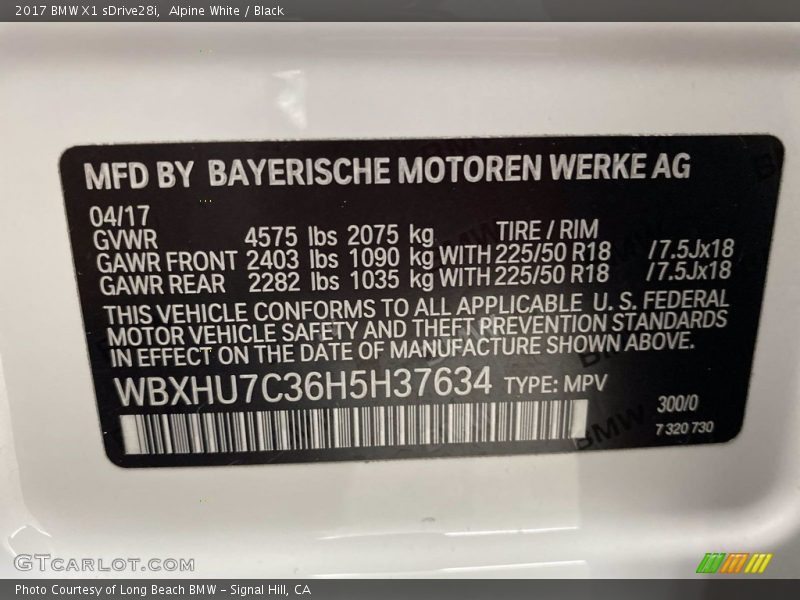 2017 BMW X1 sDrive28i,  Alpine White / Black
MFD BY BAYERISCHE MOTOREN WERKE AG
04/17
GVWR 4575 lbs 2075 kg TIRE / RIM
GAWR FRONT 2403 lbs 1090 kg WITH 225/50 R18 /7.5Jx18
GAWR REAR 2282 lbs 1035 kg WITH 225/50 R18 /7.5Jx18
THIS VEHICLE CONFORMS TO ALL APPLICABLE U. S. FEDERAL
MOTOR VEHICLE SAFETY AND THEFT PREVENTION STANDARDS
IN EFFECT ON THE DATE OF MANUFACTURE SHOWN ABOVE.
WBXHU7C36H5H37634 TYPE: MPV
300/0
7 320 730
BMW
GTCARLOT.COM
Photo Courtesy of Long Beach BMW – Signal Hill, CA